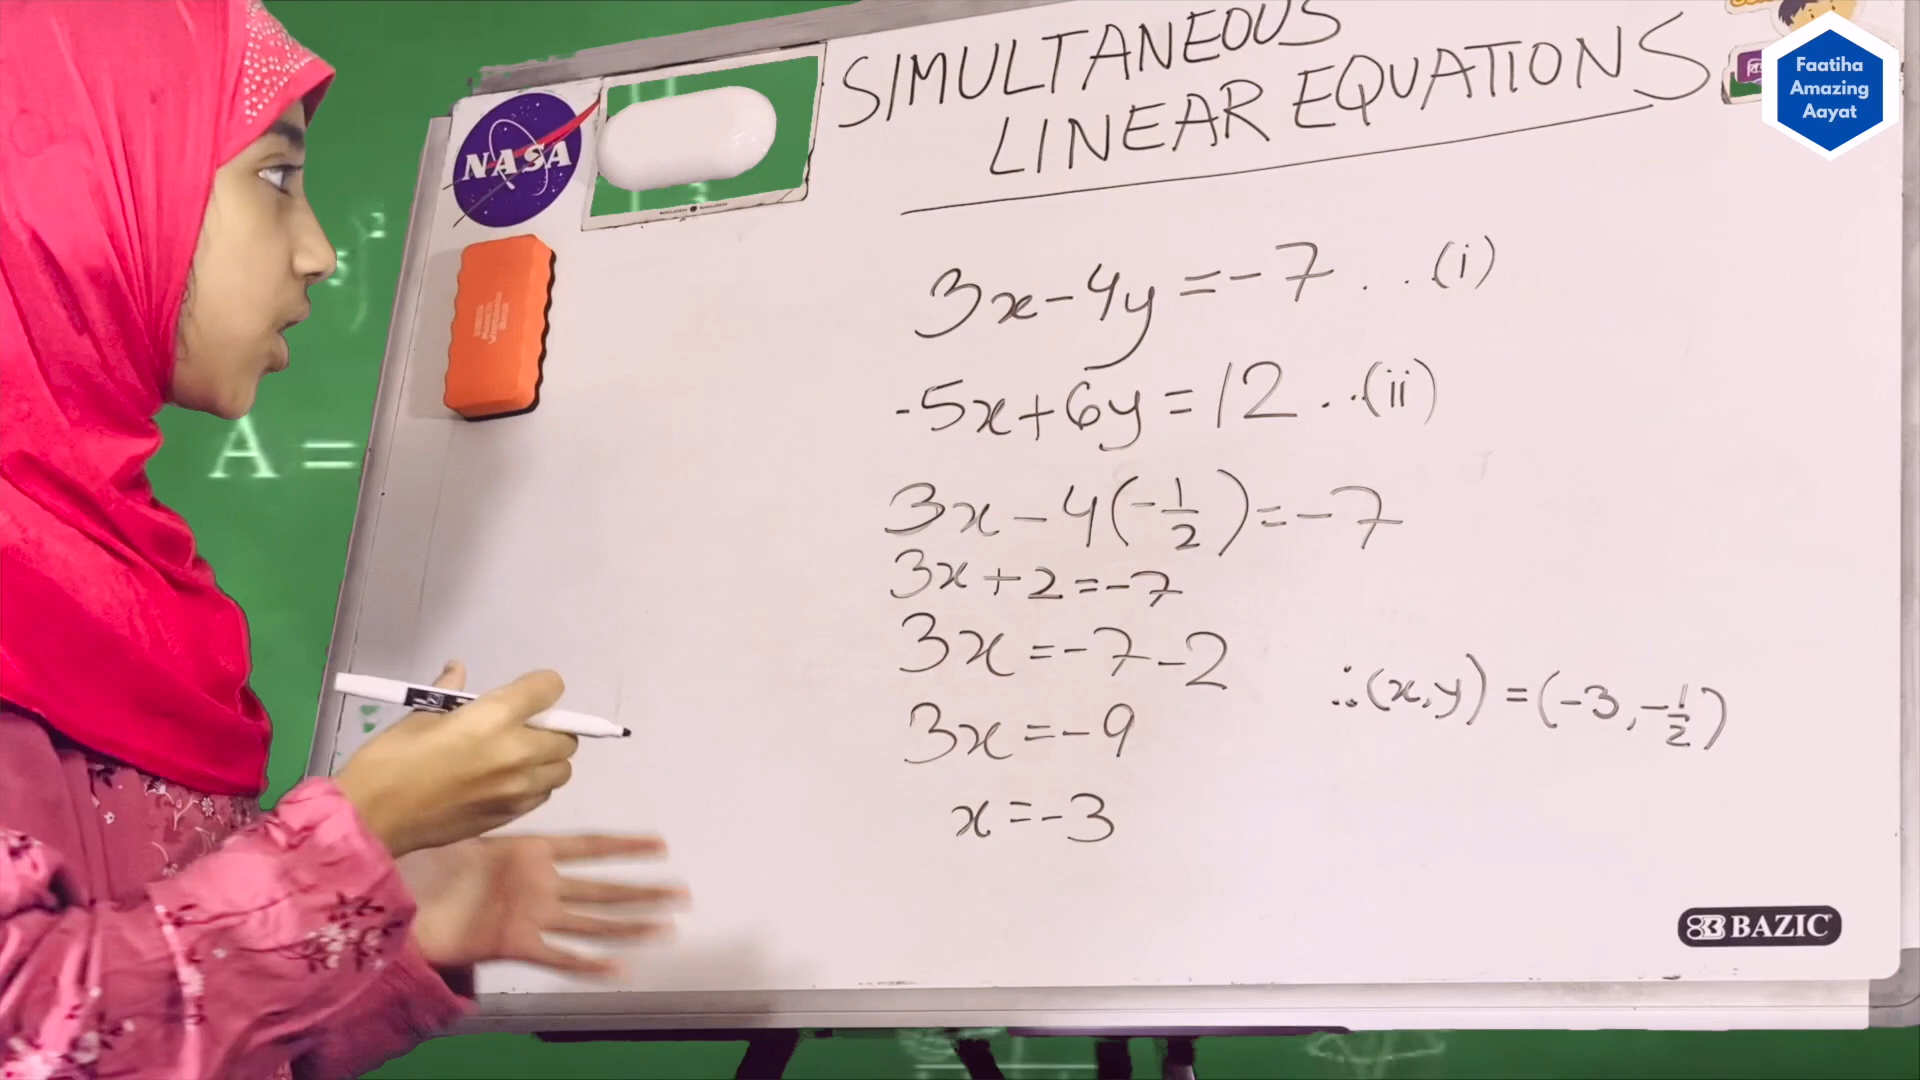 SIMULTANEOUS
LINEAR EQUATIONS
Faatiha
Amazing
Aayat
NASA
3x-4y=-7...(i)
-5x+6y=12...(ii)
3x-4(-1/2)=-7
3x+2=-7
3x=-7-2
3x=-9
x=-3
∴(x,y)=(-3,-1/2)
A =
BAZIC